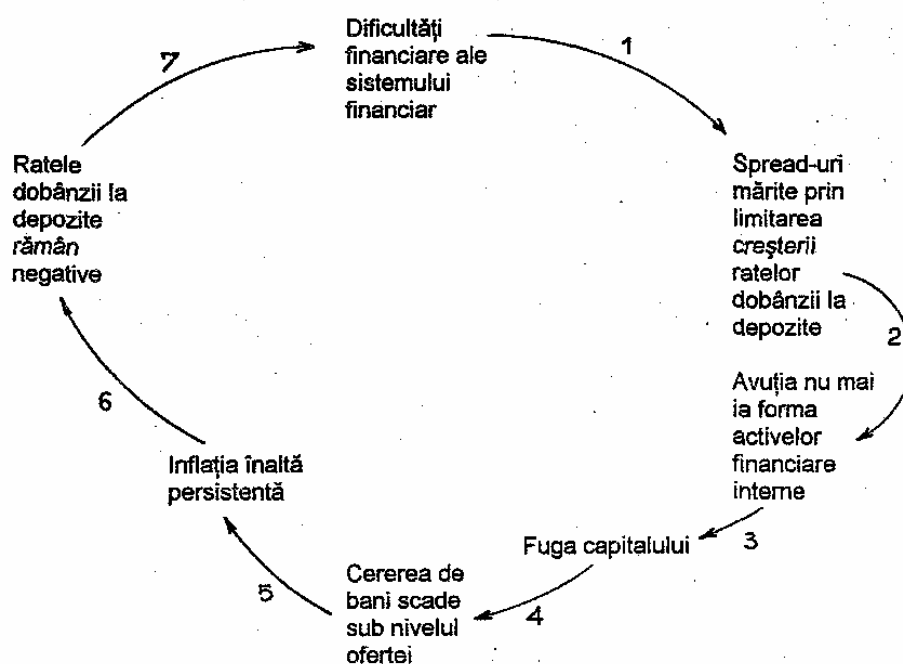 Dificultăți
financiare ale
sistemului
financiar
1
Spread-uri
mărite prin
limitarea
creşterii
ratelor
dobânzii la
depozite
2
Avuția nu mai
ia forma
activelor
financiare
interne
3
Fuga capitalului
4
Cererea de
bani scade
sub nivelul
ofertei
5
Inflația înaltă
persistentă
6
Ratele
dobânzii la
depozite
rămân
negative
7